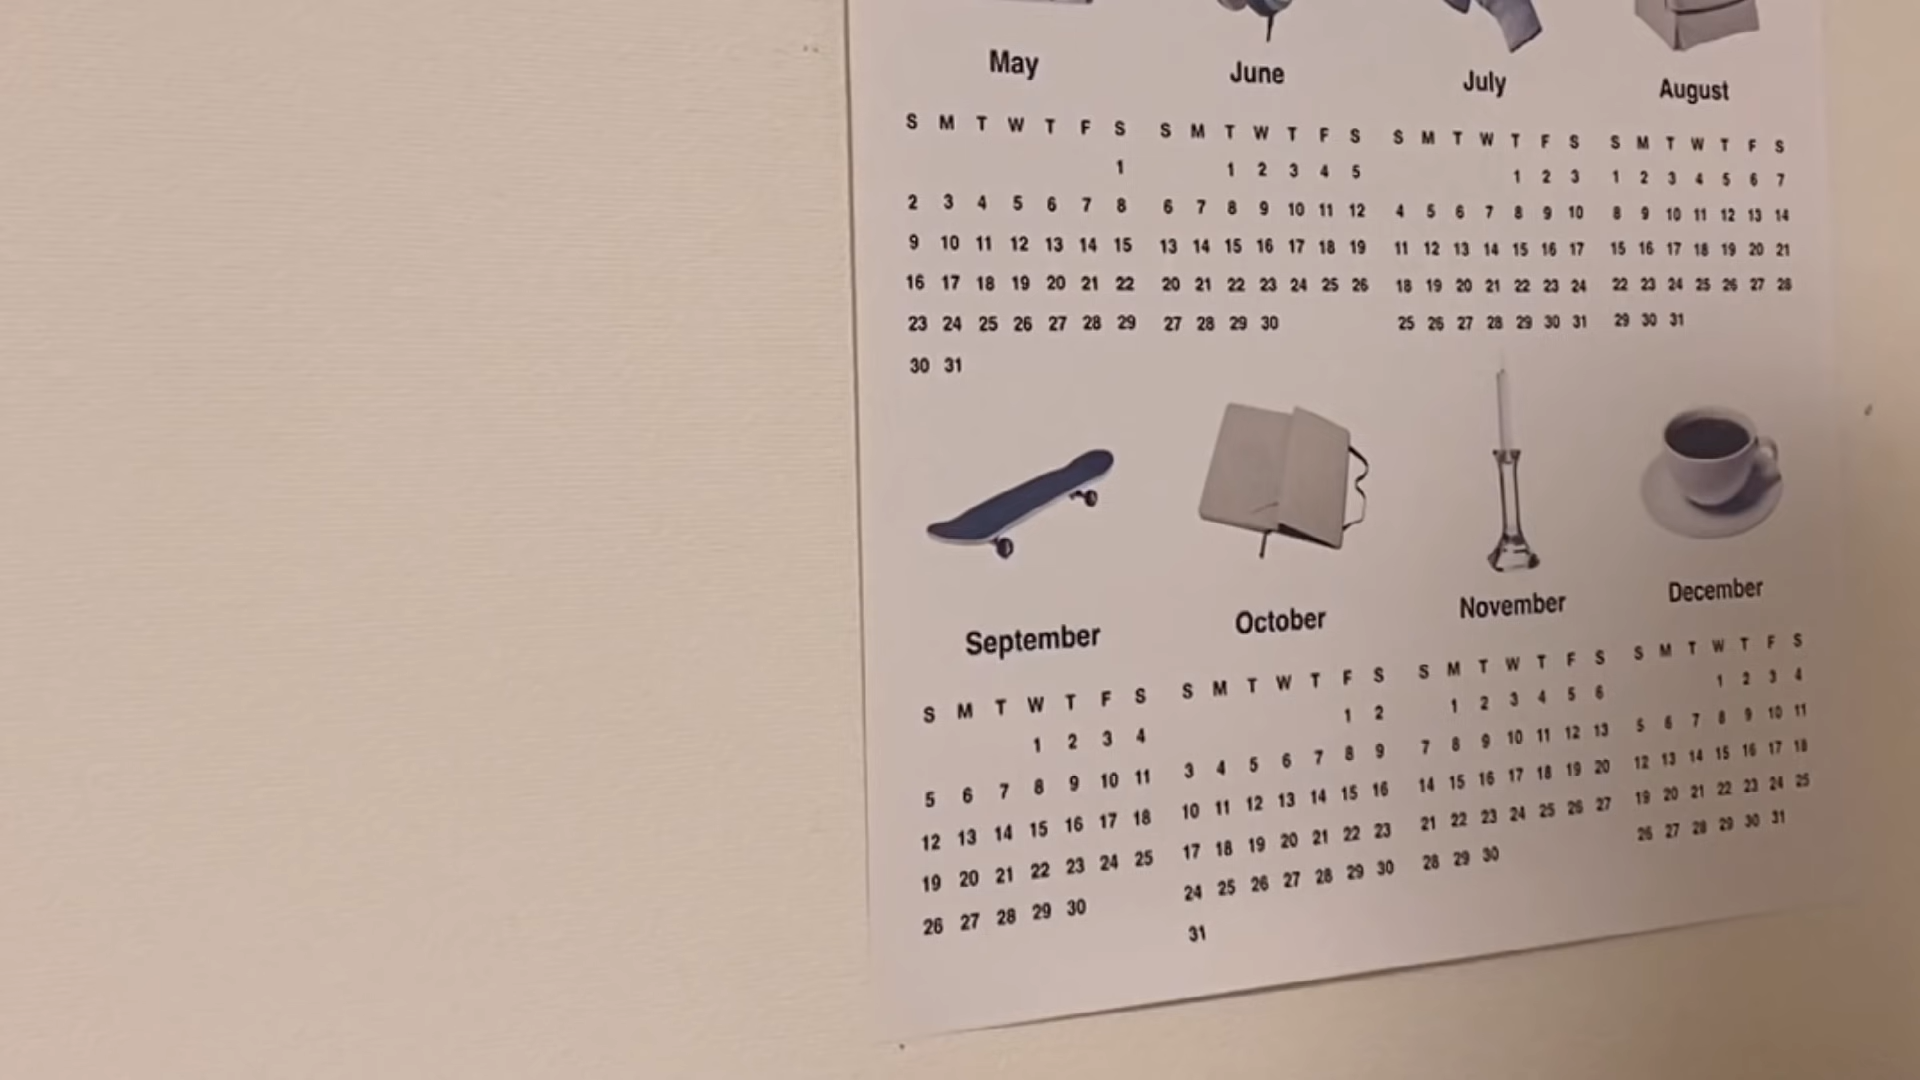 May June July August
S M T W T F S S M T W T F S S M T W T F S S M T W T F S
1 1 2 3 4 5 1 2 3 1 2 3 4 5 6 7
2 3 4 5 6 7 8 6 7 8 9 10 11 12 4 5 6 7 8 9 10 8 9 10 11 12 13 14
9 10 11 12 13 14 15 13 14 15 16 17 18 19 11 12 13 14 15 16 17 15 16 17 18 19 20 21
16 17 18 19 20 21 22 20 21 22 23 24 25 26 18 19 20 21 22 23 24 22 23 24 25 26 27 28
23 24 25 26 27 28 29 27 28 29 30 25 26 27 28 29 30 31 29 30 31
30 31
September October November December
S M T W T F S S M T W T F S S M T W T F S S M T W T F S
1 2 3 4 1 2 1 2 3 4 5 6 1 2 3 4
5 6 7 8 9 10 11 3 4 5 6 7 8 9 7 8 9 10 11 12 13 5 6 7 8 9 10 11
12 13 14 15 16 17 18 10 11 12 13 14 15 16 14 15 16 17 18 19 20 12 13 14 15 16 17 18
19 20 21 22 23 24 25 17 18 19 20 21 22 23 21 22 23 24 25 26 27 19 20 21 22 23 24 25
26 27 28 29 30 24 25 26 27 28 29 30 28 29 30 26 27 28 29 30 31
31